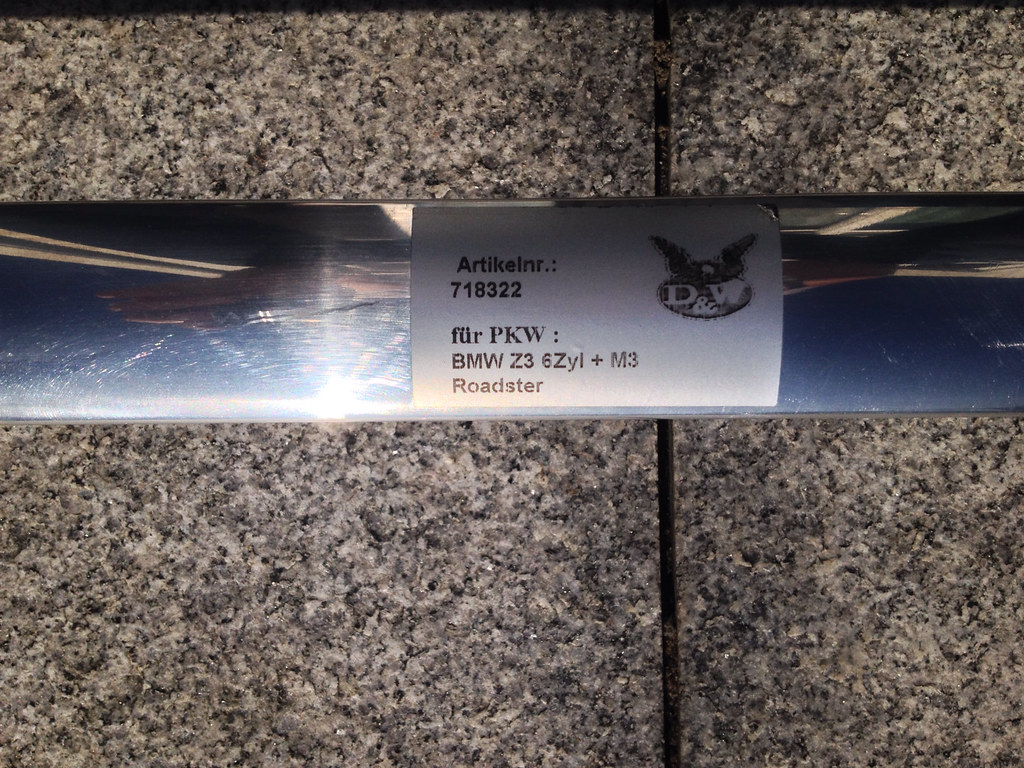 Artikelnr.:
718322
D&W
für PKW :
BMW Z3 6Zyl + M3
Roadster